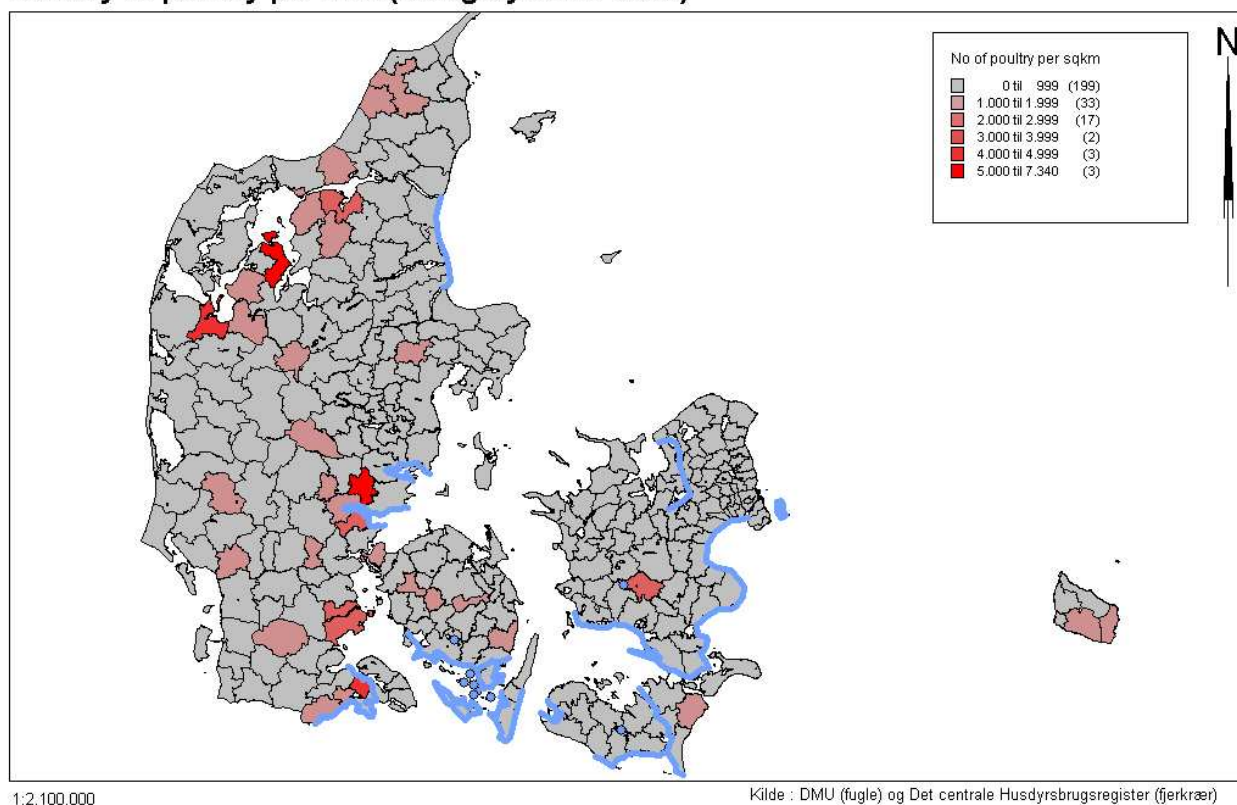 N
No of poultry per sqkm
0 til 999 (199)
1.000 til 1.999 (33)
2.000 til 2.999 (17)
3.000 til 3.999 (2)
4.000 til 4.999 (3)
5.000 til 7.340 (3)
1:2.100.000
Kilde : DMU (fugle) og Det centrale Husdyrsbrugsregister (fjerkræ)